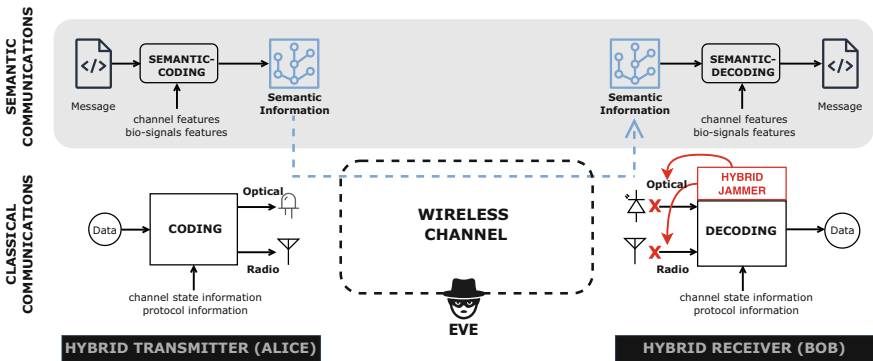 SEMANTIC
COMMUNICATIONS
</>
Message
SEMANTIC-
CODING
channel features
bio-signals features
Semantic
Information
Semantic
Information
SEMANTIC-
DECODING
channel features
bio-signals features
</>
Message
CLASSICAL
COMMUNICATIONS
Data
CODING
Optical
Radio
channel state information
protocol information
WIRELESS
CHANNEL
EVE
Optical
X
X
Radio
HYBRID
JAMMER
DECODING
Data
channel state information
protocol information
HYBRID TRANSMITTER (ALICE)
HYBRID RECEIVER (BOB)